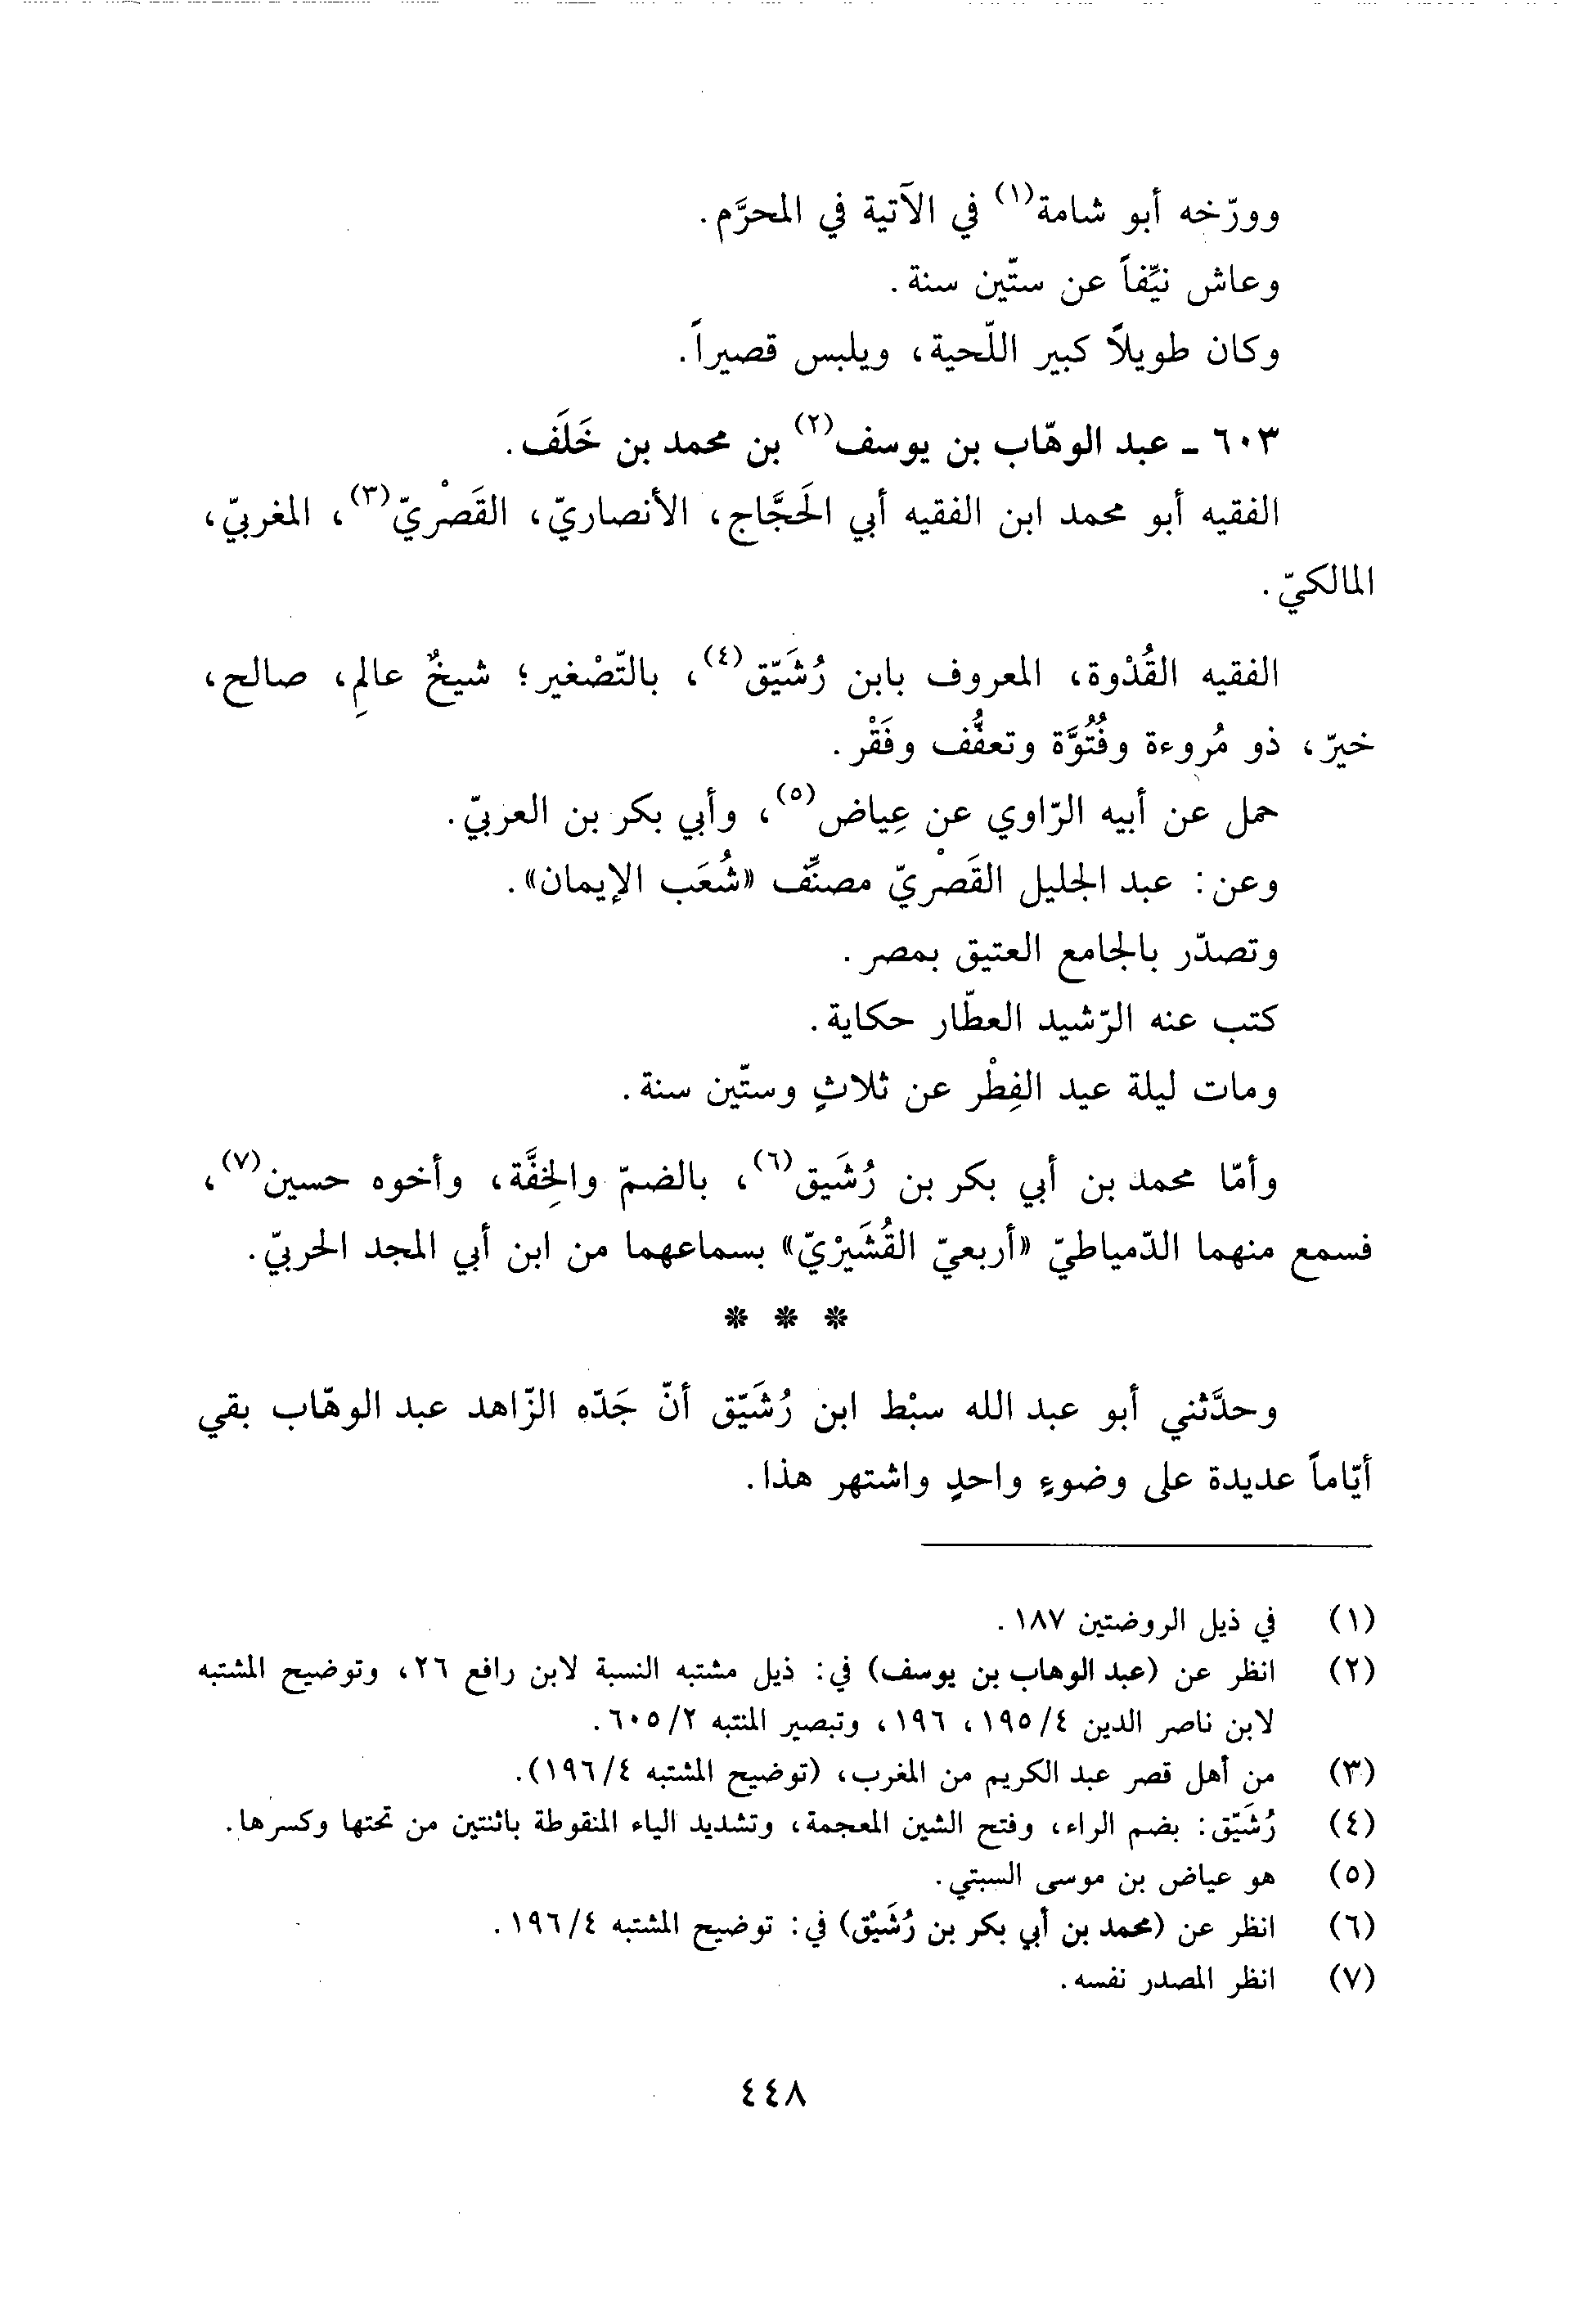 وورّخه أبو شامة(١) في الآتية في المحرَّم.
وعاش نيِّفاً عن ستّين سنة.
وكان طويلاً كبير اللّحية، ويلبس قصيراً.
٦٠٣ ـ عبد الوهّاب بن يوسف(٢) بن محمد بن خَلَف.
الفقيه أبو محمد ابن الفقيه أبي الحَجَّاج، الأنصاريّ، القَصْريّ(٣)، المغربيّ،
المالكيّ.
الفقيه القُدْوة، المعروف بابن رُشَيّق(٤)، بالتّصْغير؛ شيخٌ عالمِ، صالح،
خيرّ، ذو مُروءة وفُتُوَّة وتعفُّف وفَقْر.
حمل عن أبيه الرّاوي عن عِياض(٥)، وأبي بكر بن العربيّ.
وعن: عبد الجليل القَصْريّ مصنِّف «شُعَب الإيمان».
وتصدّر بالجامع العتيق بمصر.
كتب عنه الرّشيد العطّار حكاية.
ومات ليلة عيد الفِطْر عن ثلاثٍ وستّين سنة.
وأمّا محمد بن أبي بكر بن رُشَيق(٦)، بالضمّ والخِفَّة، وأخوه حسين(٧)،
فسمع منهما الدّمياطيّ «أربعيّ القُشَيرْيّ» بسماعهما من ابن أبي المجد الحربيّ.
* * *
وحدَّثني أبو عبد الله سبْط ابن رُشَيّق أنّ جَدّه الزّاهد عبد الوهّاب بقي
أيّاماً عديدة على وضوءٍ واحدٍ واشتهر هذا.
(١) في ذيل الروضتين ١٨٧.
(٢) انظر عن (عبد الوهاب بن يوسف) في: ذيل مشتبه النسبة لابن رافع ٢٦، وتوضيح المشتبه
لابن ناصر الدين ١٩٥/٤، ١٩٦، وتبصير المنتبه ٦٠٥/٢.
(٣) من أهل قصر عبد الكريم من المغرب، (توضيح المشتبه ١٩٦/٤).
(٤) رُشَيّق: بضم الراء، وفتح الشين المعجمة، وتشديد الياء المنقوطة باثنتين من تحتها وكسرها.
(٥) هو عياض بن موسى السبتي.
(٦) انظر عن (محمد بن أبي بكر بن رُشَيْق) في: توضيح المشتبه ١٩٦/٤.
(٧) انظر المصدر نفسه.
٤٤٨